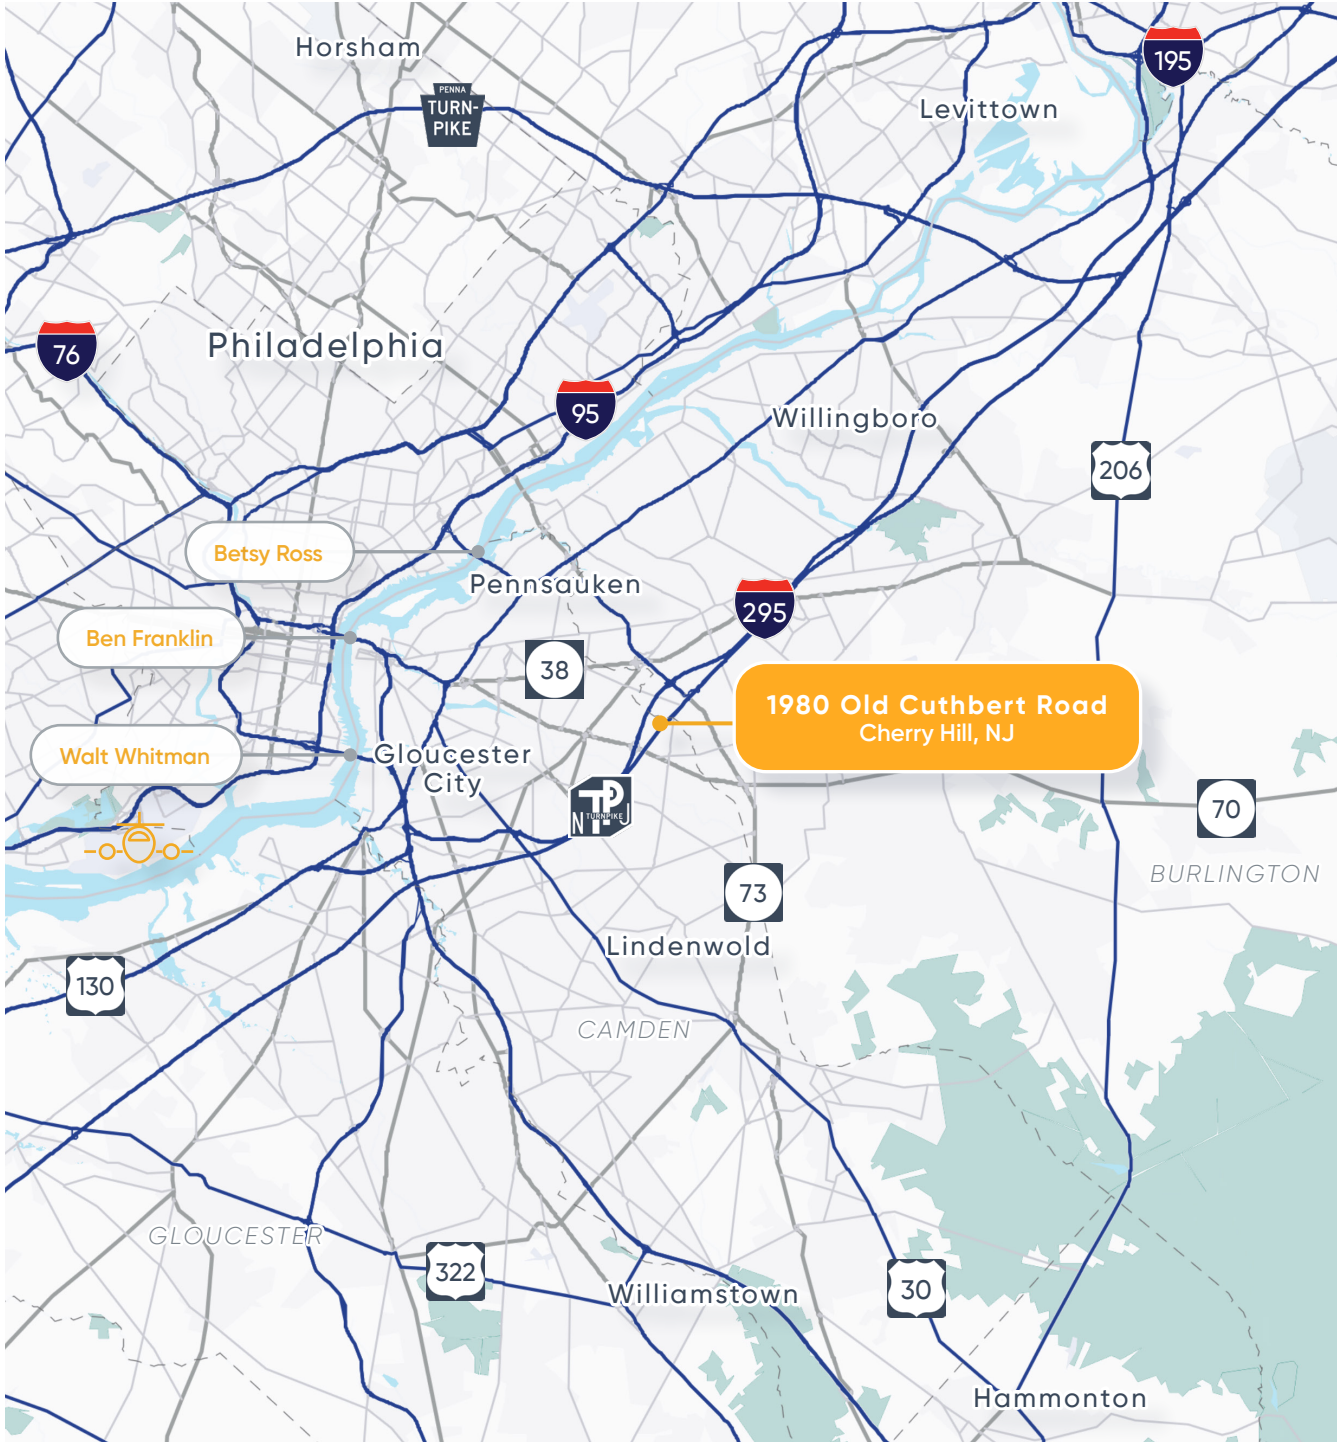 Horsham
PENNA
TURN-
PIKE
195
Levittown
76
Philadelphia
95
Willingboro
206
Betsy Ross
Pennsauken
295
Ben Franklin
38
1980 Old Cuthbert Road
Cherry Hill, NJ
Walt Whitman
Gloucester
City
TP
N TURNPIKE J
70
BURLINGTON
73
Lindenwold
130
CAMDEN
GLOUCESTER
322
Williamstown
30
Hammonton